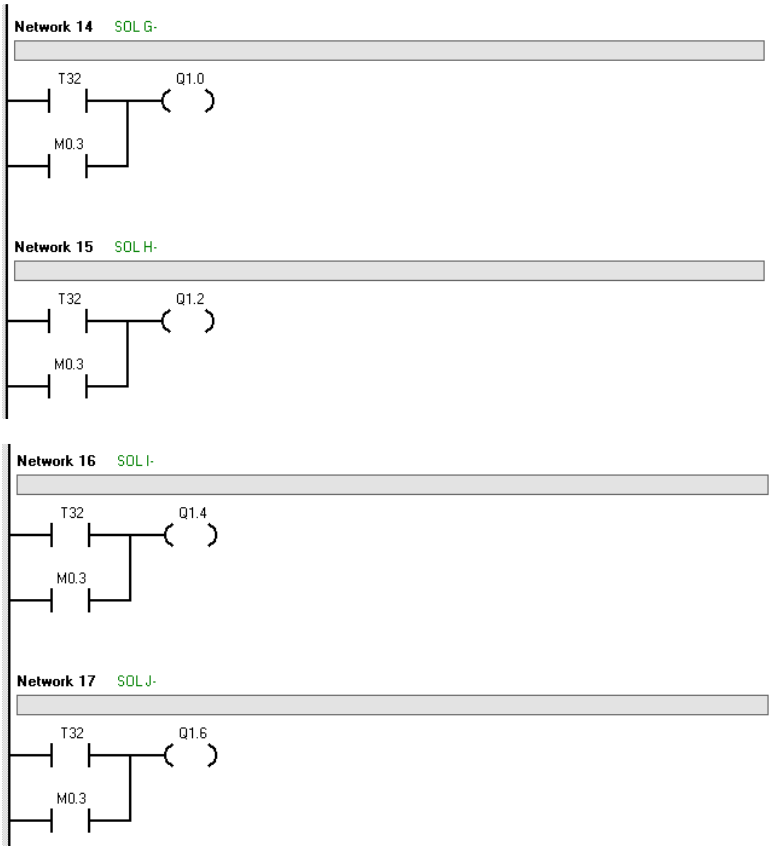 Network 14 SOL G-
T32 Q1.0
M0.3
Network 15 SOL H-
T32 Q1.2
M0.3
Network 16 SOL I-
T32 Q1.4
M0.3
Network 17 SOL J-
T32 Q1.6
M0.3